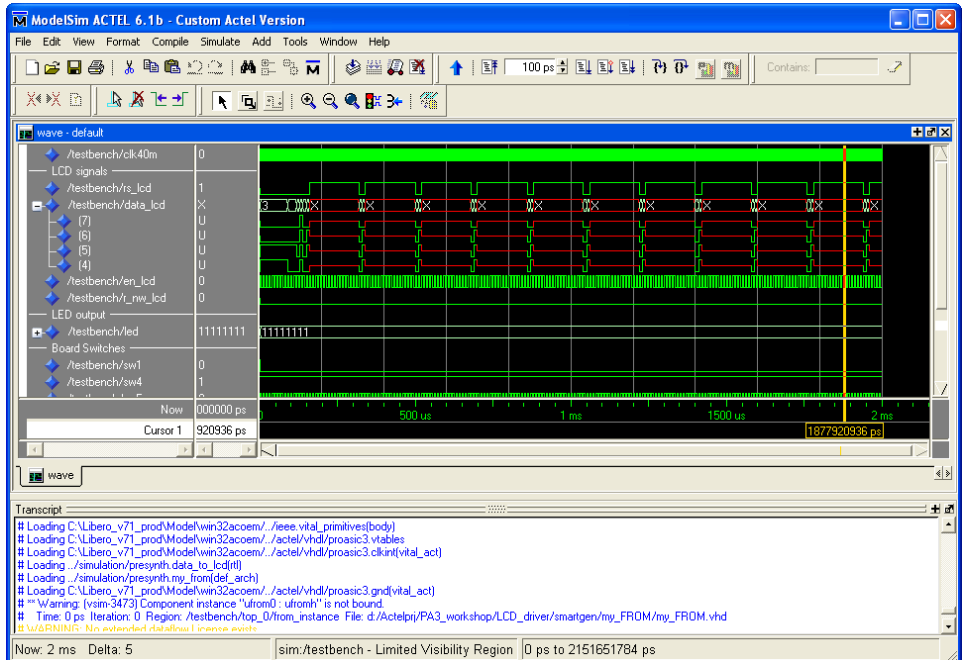 ModelSim ACTEL 6.1b - Custom Actel Version
File Edit View Format Compile Simulate Add Tools Window Help
100 ps
Contains:
wave - default
/testbench/clk40m 0
LCD signals
/testbench/rs_lcd 1
/testbench/data_lcd X 3
(7) U
(6) U
(5) U
(4) U
/testbench/en_lcd 0
/testbench/r_nw_lcd 0
LED output
/testbench/led 11111111 11111111
Board Switches
/testbench/sw1 0
/testbench/sw4 1
Now 000000 ps 0 500 us 1 ms 1500 us 2 ms
Cursor 1 920936 ps 1877920936 ps
wave
Transcript
# Loading C:\Libero_v71_prod\Model\win32acoem/../ieee.vital_primitives(body)
# Loading C:\Libero_v71_prod\Model\win32acoem/../actel/vhdl/proasic3.vtables
# Loading C:\Libero_v71_prod\Model\win32acoem/../actel/vhdl/proasic3.clkint(vital_act)
# Loading ../simulation/presynth.data_to_lcd(rtl)
# Loading ../simulation/presynth.my_from(def_arch)
# Loading C:\Libero_v71_prod\Model\win32acoem/../actel/vhdl/proasic3.gnd(vital_act)
# ** Warning: (vsim-3473) Component instance "ufrom0 : ufromh" is not bound.
# Time: 0 ps Iteration: 0 Region: /testbench/top_0/from_instance File: d:/Actelprj/PA3_workshop/LCD_driver/smartgen/my_FROM/my_FROM.vhd
# WARNING: No extended dataflow License exists
Now: 2 ms Delta: 5 sim:/testbench - Limited Visibility Region 0 ps to 2151651784 ps